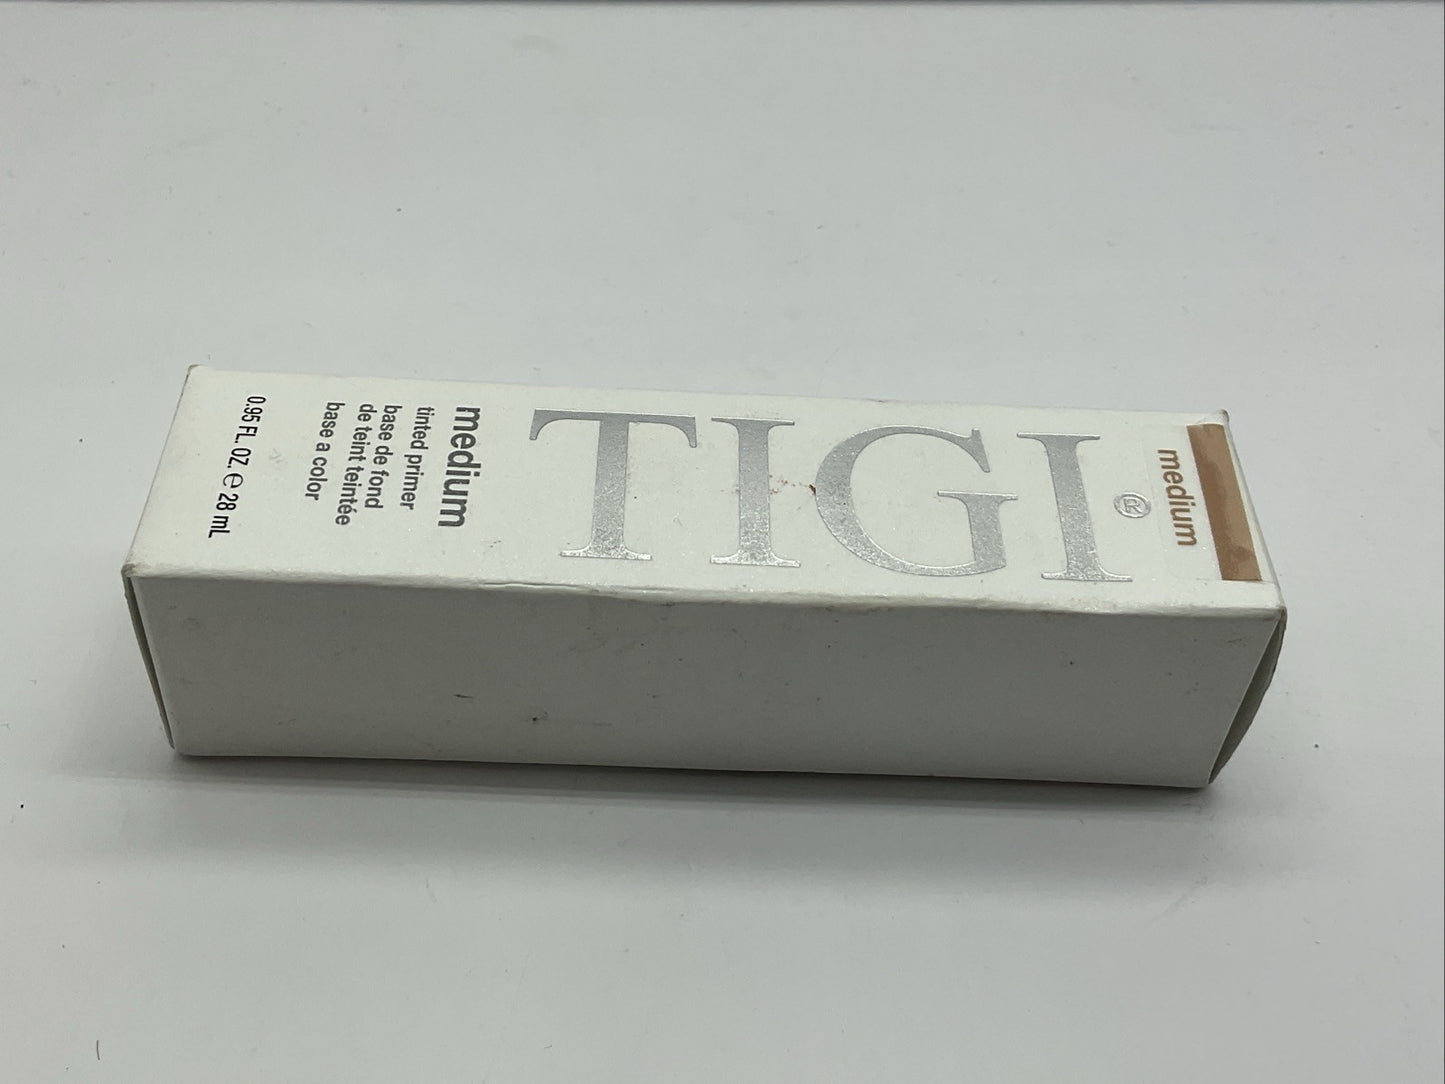 medium
TIGI
medium
tinted primer
base de fond
de teint teintée
base a color
0.95 FL. OZ. ℮ 28 mL